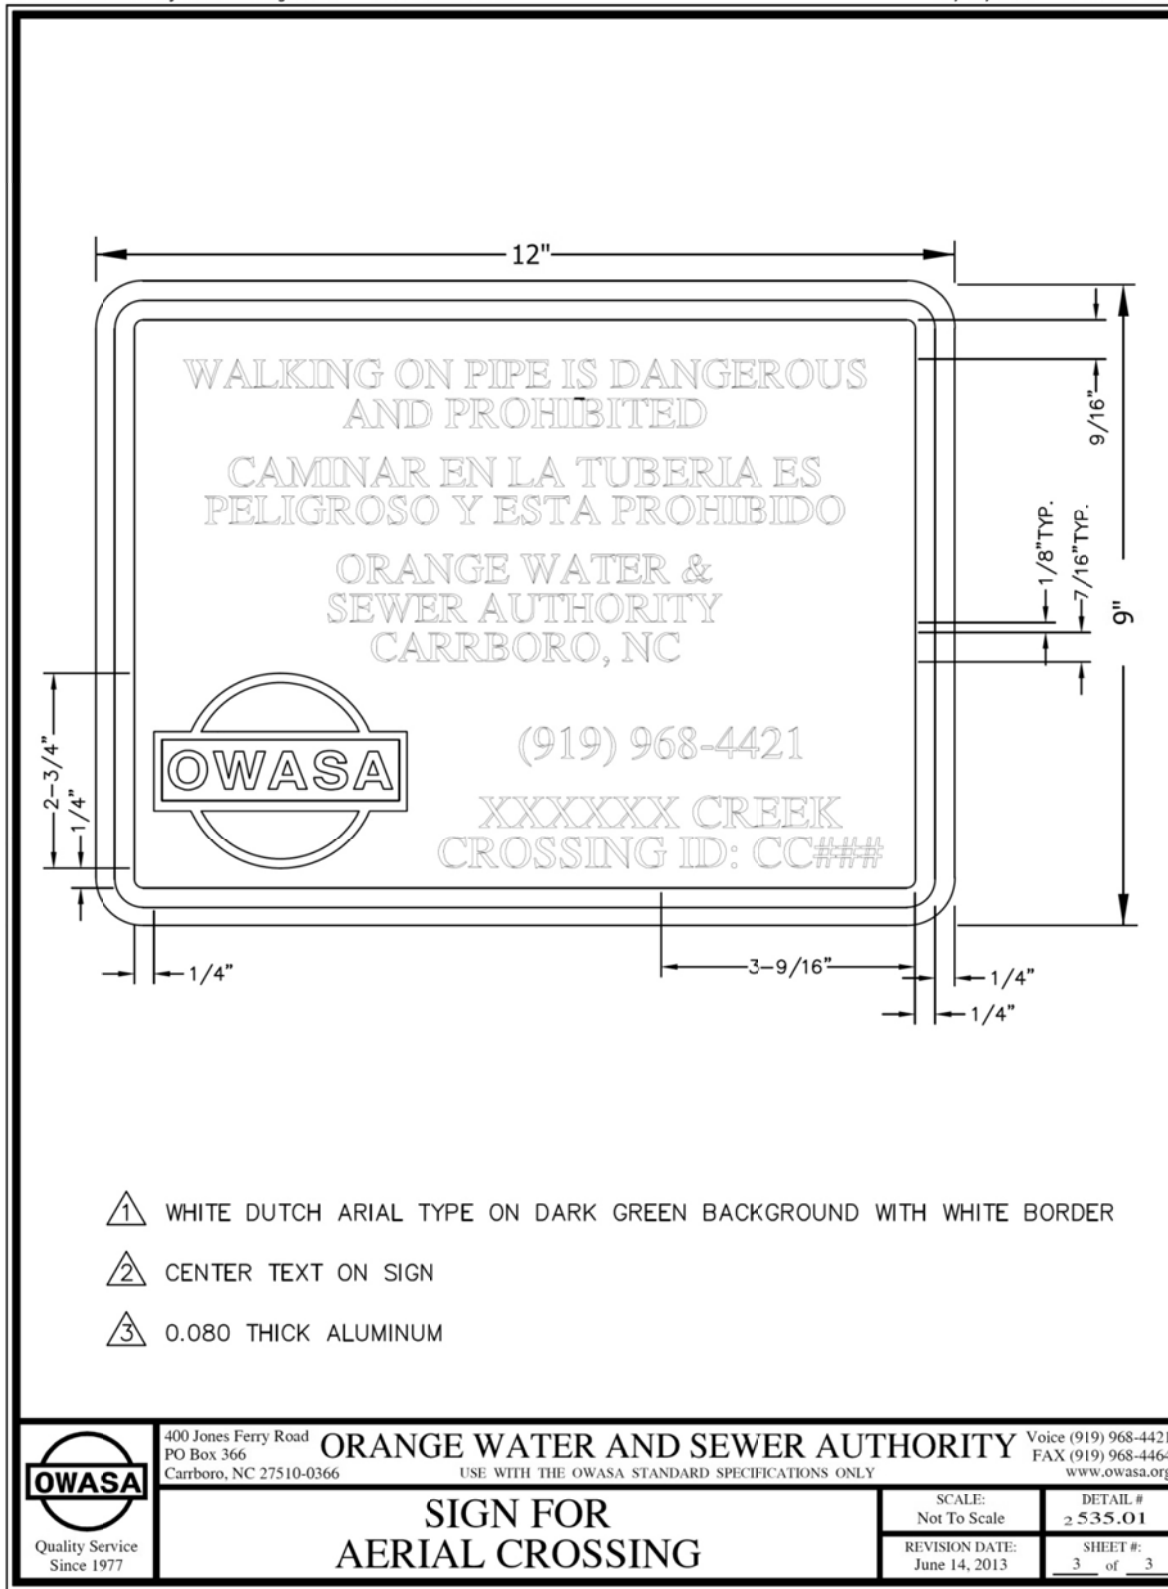 12"
WALKING ON PIPE IS DANGEROUS
AND PROHIBITED
CAMINAR EN LA TUBERIA ES
PELIGROSO Y ESTA PROHIBIDO
ORANGE WATER &
SEWER AUTHORITY
CARRBORO, NC
OWASA
(919) 968-4421
XXXXXX CREEK
CROSSING ID: CC###
9/16"
1/8"TYP.
7/16"TYP.
9"
2-3/4"
1/4"
1/4"
3-9/16"
1/4"
1/4"
1 WHITE DUTCH ARIAL TYPE ON DARK GREEN BACKGROUND WITH WHITE BORDER
2 CENTER TEXT ON SIGN
3 0.080 THICK ALUMINUM
OWASA
Quality Service
Since 1977
400 Jones Ferry Road
PO Box 366
Carrboro, NC 27510-0366
ORANGE WATER AND SEWER AUTHORITY
USE WITH THE OWASA STANDARD SPECIFICATIONS ONLY
Voice (919) 968-4421
FAX (919) 968-4464
www.owasa.org
SIGN FOR
AERIAL CROSSING
SCALE:
Not To Scale
DETAIL #
2 535.01
REVISION DATE:
June 14, 2013
SHEET #:
3 of 3